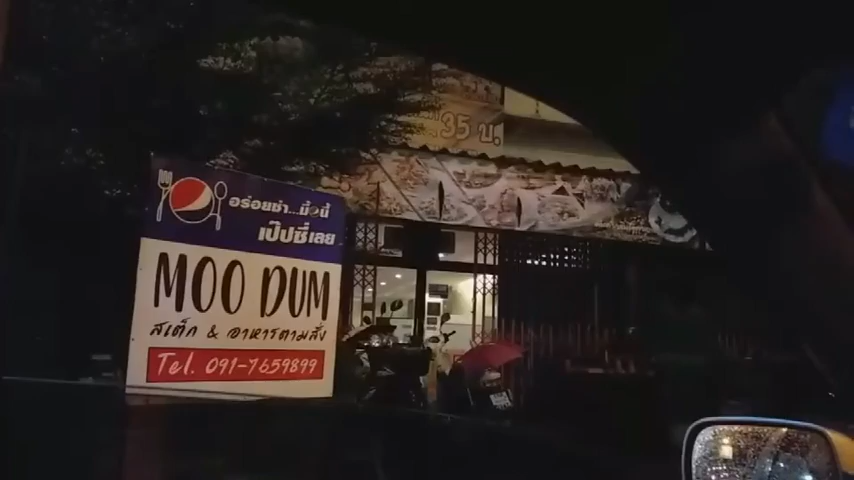 35 บ.
อร่อยซ่า...มื้อนี้
เป๊ปซี่เลย
MOO DUM
สเต็ก & อาหารตามสั่ง
Tel. 091-7659899